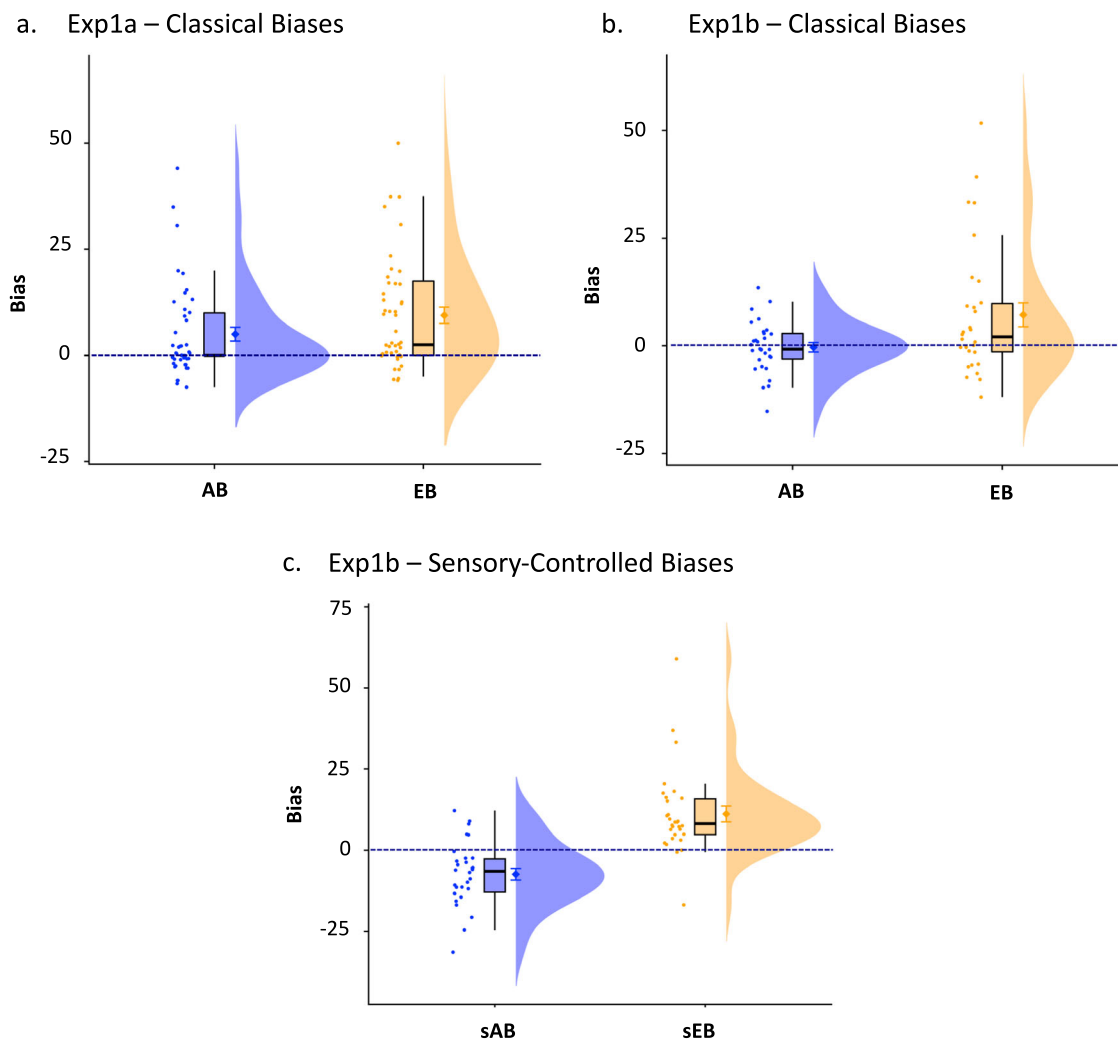 a. Exp1a – Classical Biases
50
25
0
-25
Bias
AB EB
b. Exp1b – Classical Biases
50
25
0
-25
Bias
AB EB
c. Exp1b – Sensory-Controlled Biases
75
50
25
0
-25
Bias
sAB sEB